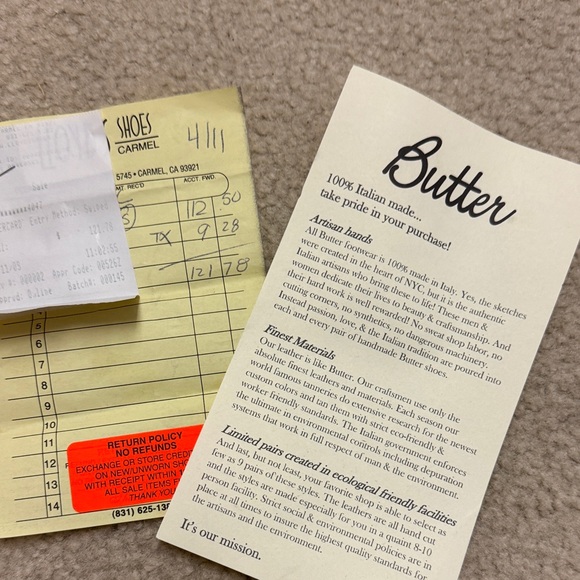 SHOES
CARMEL
4/11
5745 • CARMEL, CA 93921
MT. REC'D
ACCT. FWD.
112 50
TX 9 28
121 78
5
6
7
8
9
10
11
12
13
14
RETURN POLICY
NO REFUNDS
EXCHANGE OR STORE CREDI
ON NEW/UNWORN SHO
WITH RECEIPT WITHIN 1
ALL SALE ITEMS F
THANK YOU
(831) 625-13
Butter
100% Italian made...
take pride in your purchase!
Artisan hands
All Butter footwear is 100% made in Italy. Yes, the sketches
were created in the heart of NYC, but it is the authentic
Italian artisans who bring these to life! These men &
women dedicate their lives to beauty & craftsmanship. And
their hard work is well rewarded! No sweat shop labor, no
cutting corners, no synthetics, no dangerous machinery.
Instead passion, love, & the Italian tradition are poured into
each and every pair of handmade Butter shoes.
Finest Materials
Our leather is like Butter. Our craftsmen use only the
absolute finest leathers and materials. Each season our
world famous tanneries do extensive research for the newest
custom colors and tan them with strict eco-friendly &
worker friendly standards. The Italian government enforces
the ultimate in environmental controls including depuration
systems that work in full respect of man & the environment.
Limited pairs created in ecological friendly facilities
And last, but not least, your favorite shop is able to select as
few as 9 pairs of these styles. The leathers are all hand cut
and the styles are made especially for you in a quaint 8-10
person facility. Strict social & environmental policies are in
place at all times to insure the highest quality standards for
the artisans and the environment.
It's our mission.